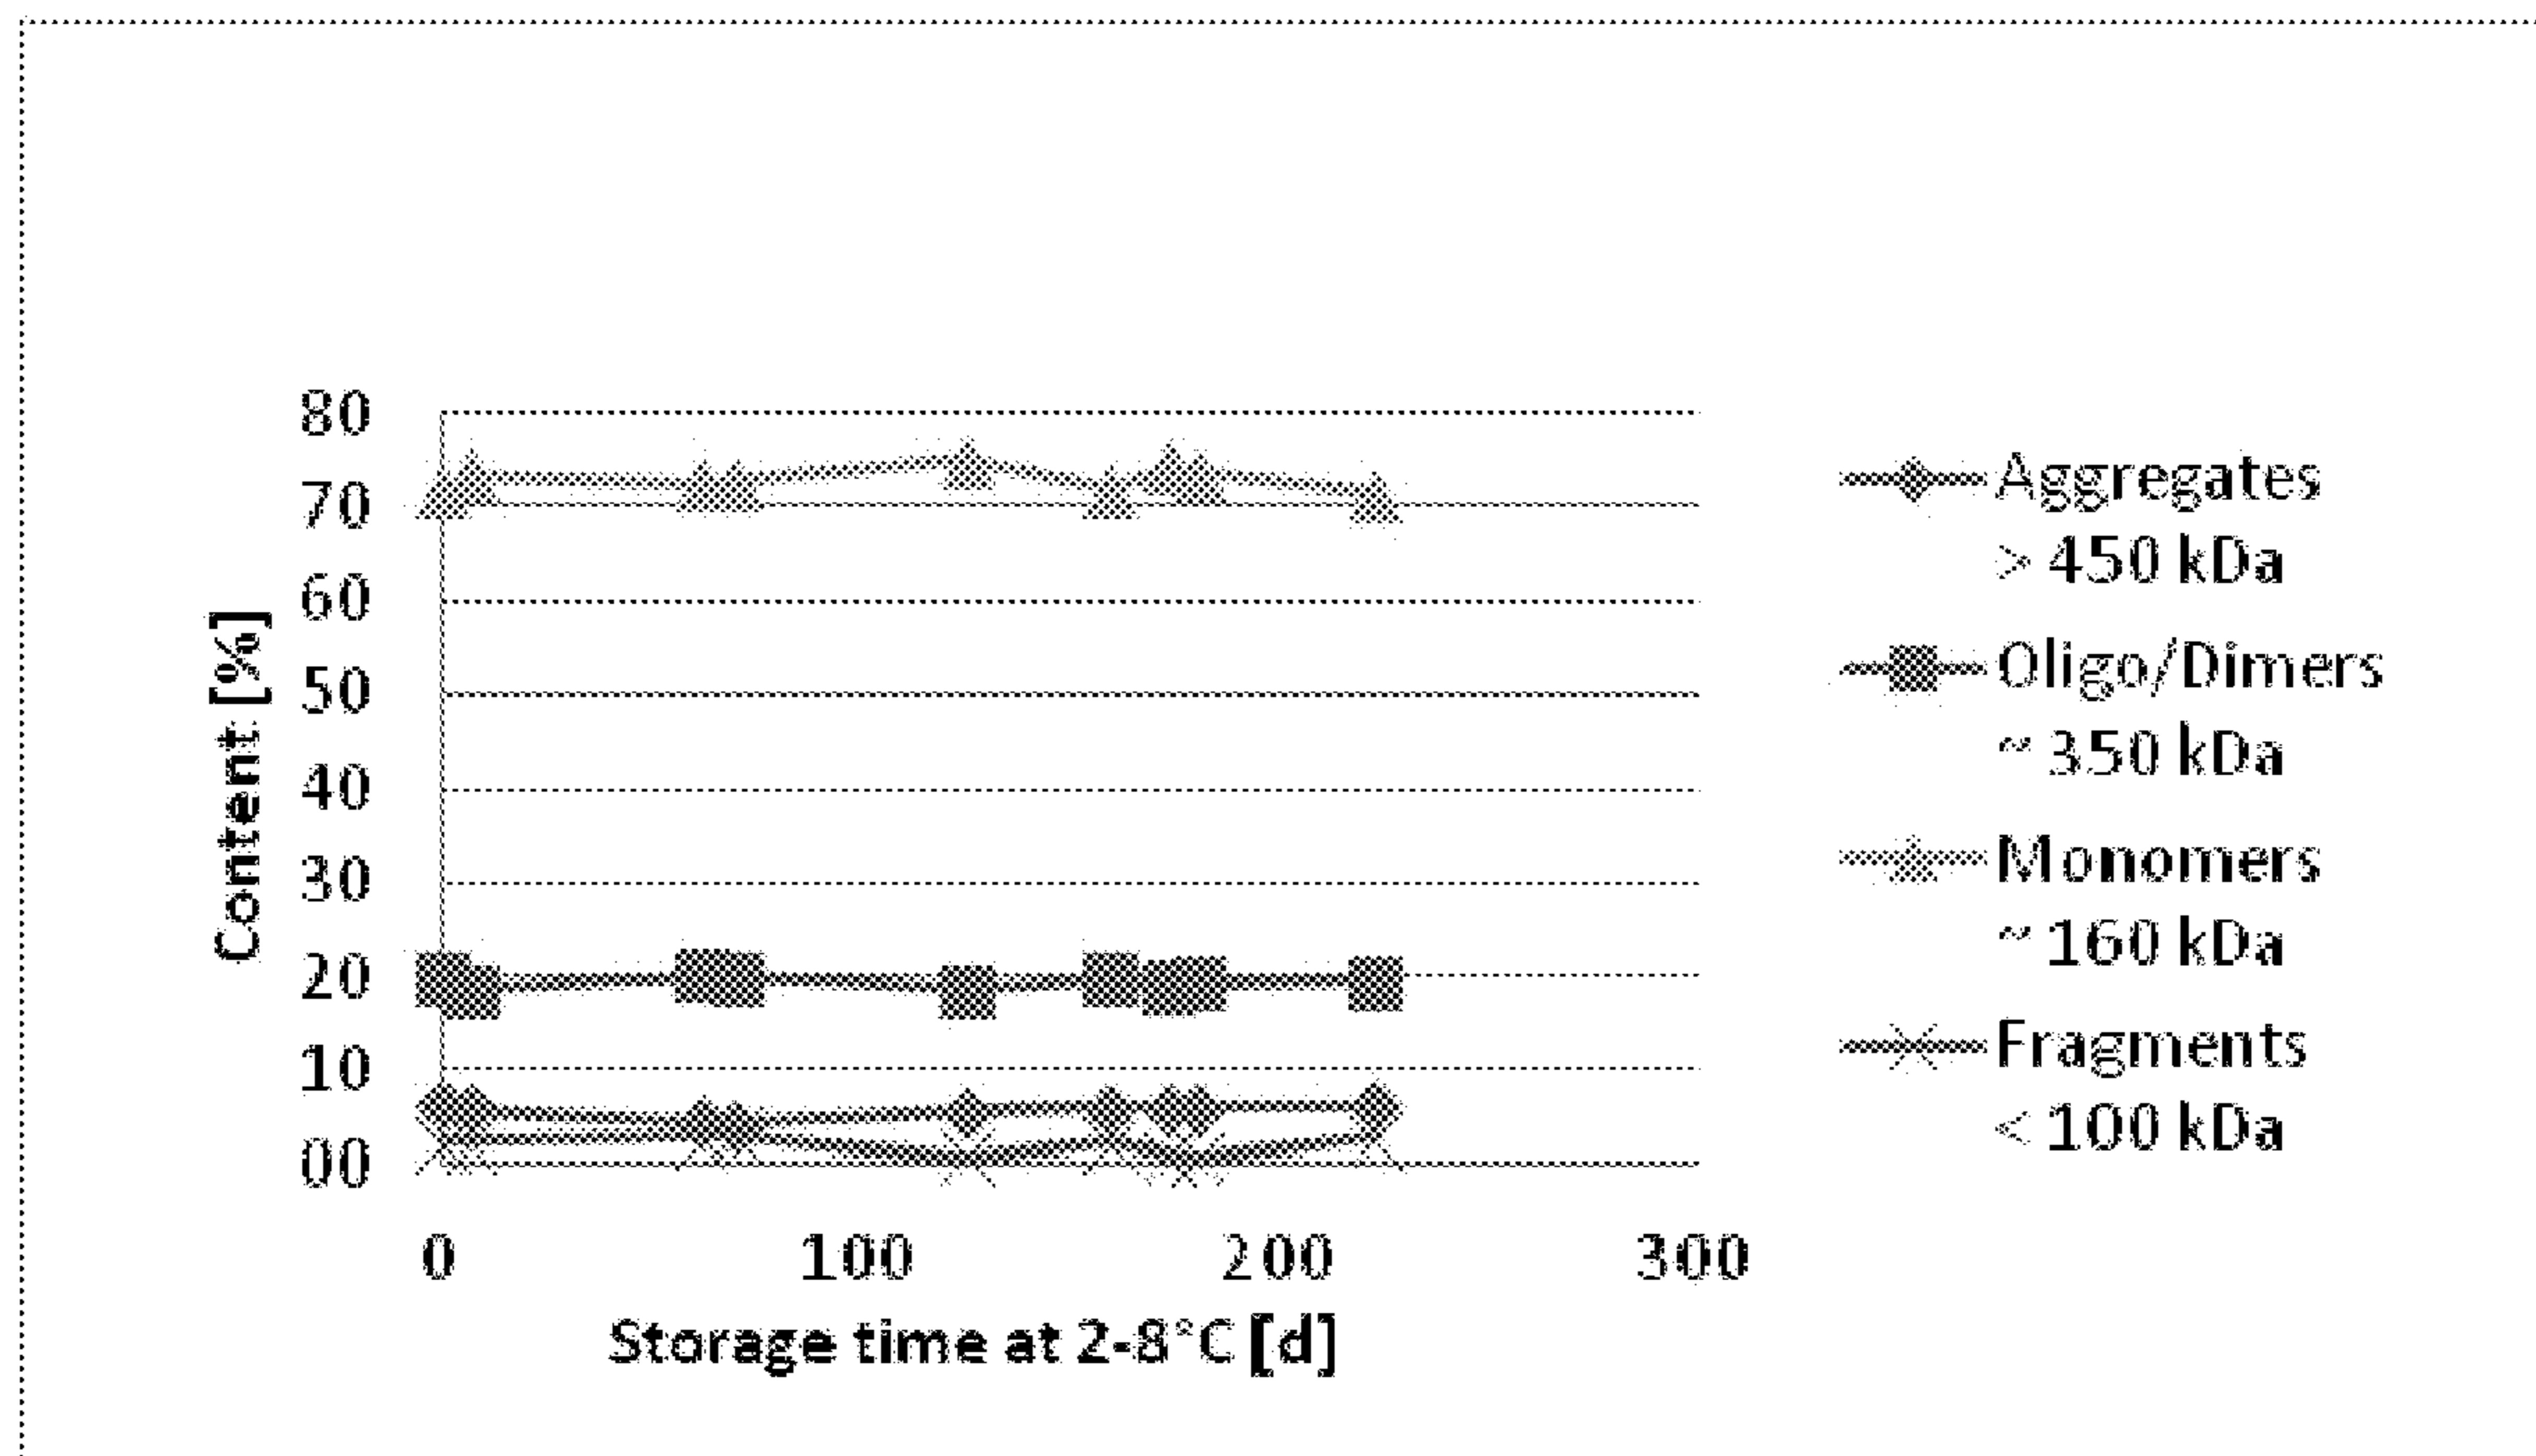 80
70
60
50
40
30
20
10
00
Content [%]
0 100 200 300
Storage time at 2-8°C [d]
Aggregates
> 450 kDa
Oligo/Dimers
~ 350 kDa
Monomers
~ 160 kDa
Fragments
< 100 kDa